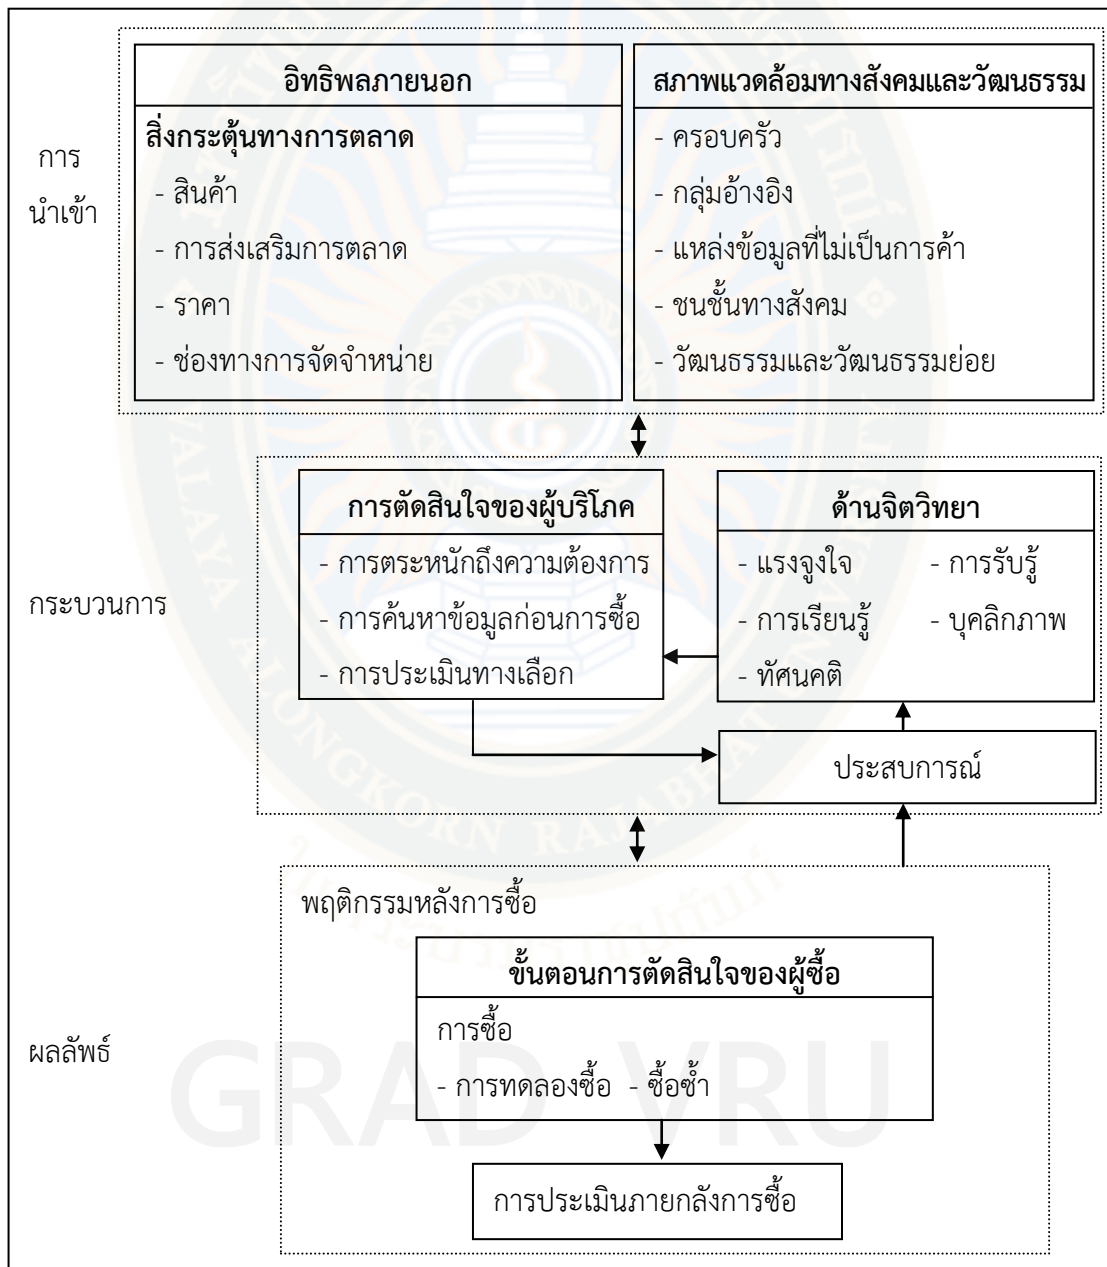 การ
นำเข้า
อิทธิพลภายนอก
สิ่งกระตุ้นทางการตลาด
- สินค้า
- การส่งเสริมการตลาด
- ราคา
- ช่องทางการจัดจำหน่าย
สภาพแวดล้อมทางสังคมและวัฒนธรรม
- ครอบครัว
- กลุ่มอ้างอิง
- แหล่งข้อมูลที่ไม่เป็นการค้า
- ชนชั้นทางสังคม
- วัฒนธรรมและวัฒนธรรมย่อย
กระบวนการ
การตัดสินใจของผู้บริโภค
- การตระหนักถึงความต้องการ
- การค้นหาข้อมูลก่อนการซื้อ
- การประเมินทางเลือก
ด้านจิตวิทยา
- แรงจูงใจ - การรับรู้
- การเรียนรู้ - บุคลิกภาพ
- ทัศนคติ
ประสบการณ์
ผลลัพธ์
พฤติกรรมหลังการซื้อ
ขั้นตอนการตัดสินใจของผู้ซื้อ
การซื้อ
- การทดลองซื้อ - ซื้อซ้ำ
การประเมินภายกลังการซื้อ
VALAYA ALONGKORN RAJABHAT
GRAD VRU